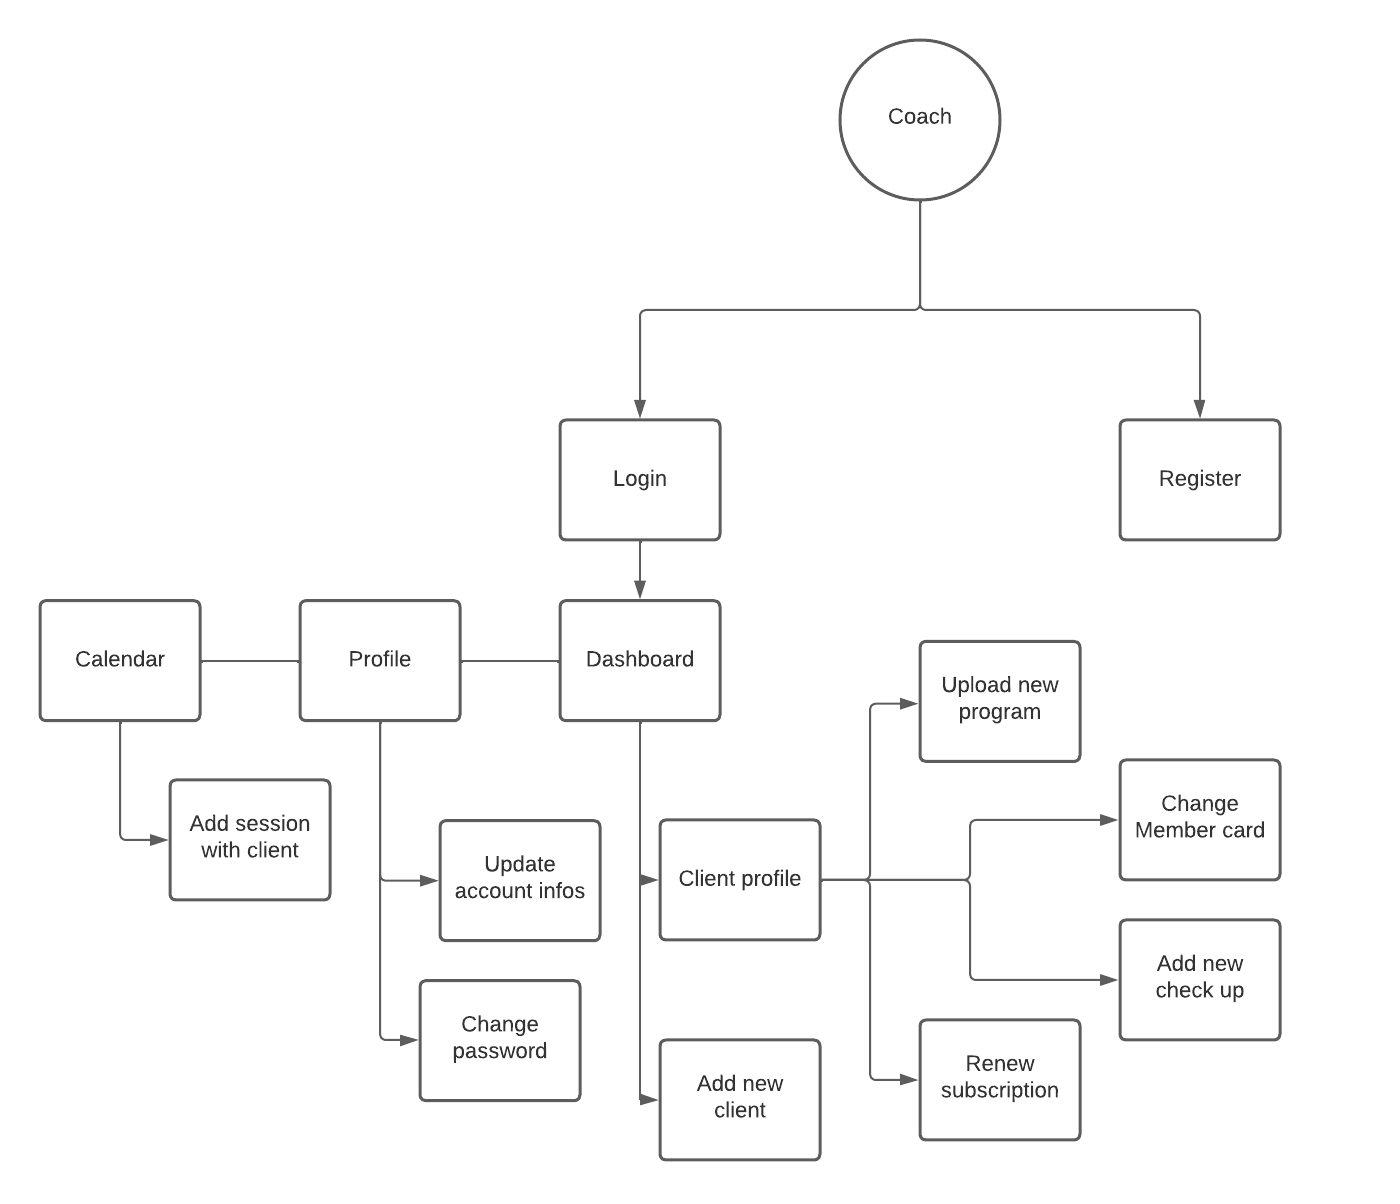 Coach
Login
Register
Calendar
Profile
Dashboard
Upload new
program
Change
Member card
Add session
with client
Update
account infos
Client profile
Add new
check up
Change
password
Renew
subscription
Add new
client